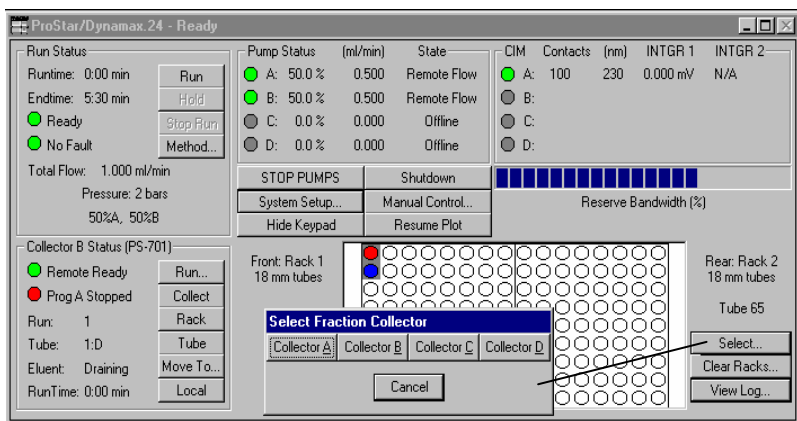 ProStar/Dynamax.24 - Ready
Run Status
Runtime: 0:00 min Run
Endtime: 5:30 min Hold
Ready Stop Run
No Fault Method...
Total Flow: 1.000 ml/min
Pressure: 2 bars
50%A, 50%B
Pump Status (ml/min) State
A: 50.0 % 0.500 Remote Flow
B: 50.0 % 0.500 Remote Flow
C: 0.0 % 0.000 Offline
D: 0.0 % 0.000 Offline
CIM Contacts (nm) INTGR 1 INTGR 2
A: 100 230 0.000 mV N/A
B:
C:
D:
STOP PUMPS Shutdown
System Setup... Manual Control...
Hide Keypad Resume Plot
Reserve Bandwidth (%)
Collector B Status (PS-701)
Remote Ready Run...
Prog A Stopped Collect
Run: 1 Rack
Tube: 1:D Tube
Eluent: Draining Move To...
RunTime: 0:00 min Local
Front: Rack 1
18 mm tubes
Select Fraction Collector
Collector A Collector B Collector C Collector D
Cancel
Rear: Rack 2
18 mm tubes
Tube 65
Select...
Clear Racks...
View Log...